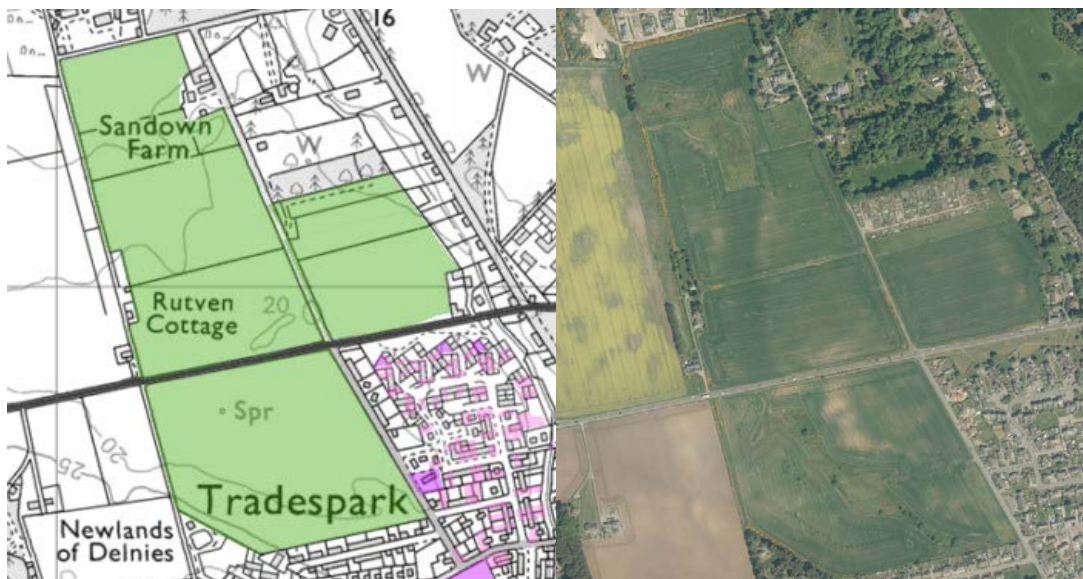 16
W
Sandown
Farm
W
Rutven
Cottage
20
Spr
20
25
Tradespark
Newlands
of Delnies